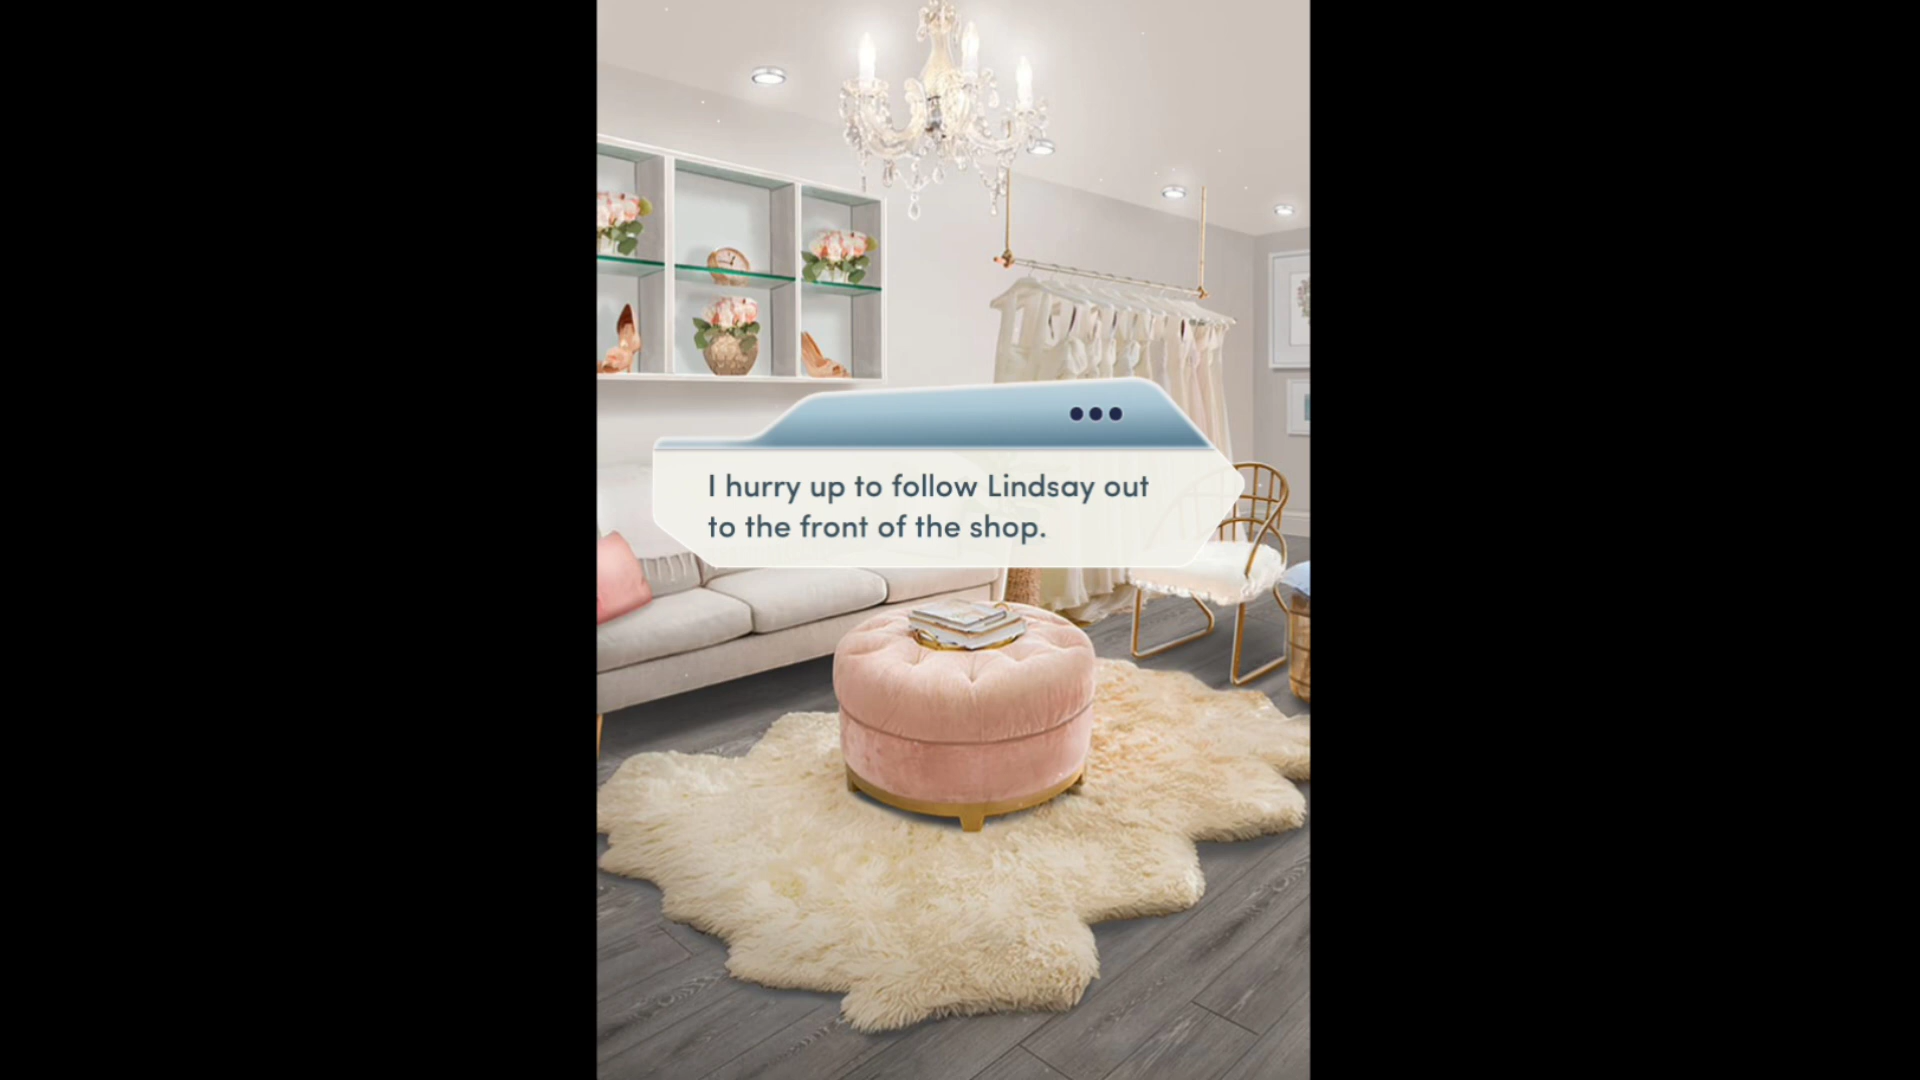 I hurry up to follow Lindsay out
to the front of the shop.